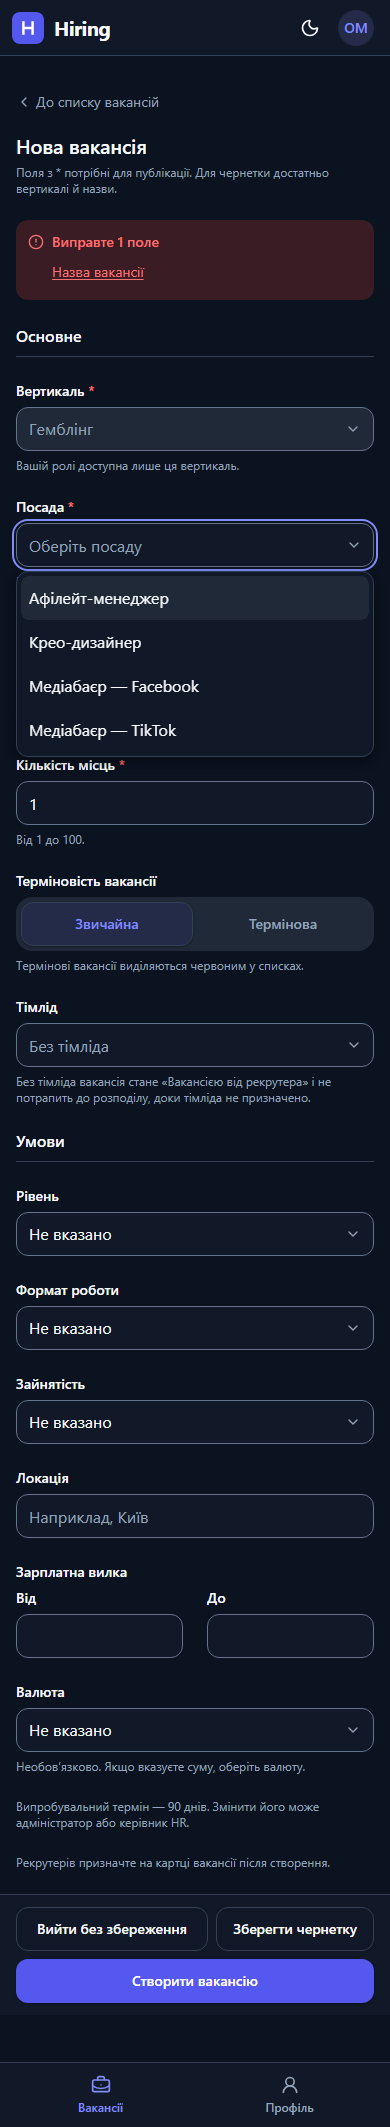 H Hiring OM
До списку вакансій
Нова вакансія
Поля з * потрібні для публікації. Для чернетки достатньо
вертикалі й назви.
Виправте 1 поле
Назва вакансії
Основне
Вертикаль *
Гемблінг
Вашій ролі доступна лише ця вертикаль.
Посада *
Оберіть посаду
Афілейт-менеджер
Крео-дизайнер
Медіабаєр — Facebook
Медіабаєр — TikTok
Кількість місць *
1
Від 1 до 100.
Терміновість вакансії
Звичайна Термінова
Термінові вакансії виділяються червоним у списках.
Тімлід
Без тімліда
Без тімліда вакансія стане «Вакансією від рекрутера» і не
потрапить до розподілу, доки тімліда не призначено.
Умови
Рівень
Не вказано
Формат роботи
Не вказано
Зайнятість
Не вказано
Локація
Наприклад, Київ
Зарплатна вилка
Від До
Валюта
Не вказано
Необов’язково. Якщо вказуєте суму, оберіть валюту.
Випробувальний термін — 90 днів. Змінити його може
адміністратор або керівник HR.
Рекрутерів призначте на картці вакансії після створення.
Вийти без збереження Зберегти чернетку
Створити вакансію
Вакансії Профіль